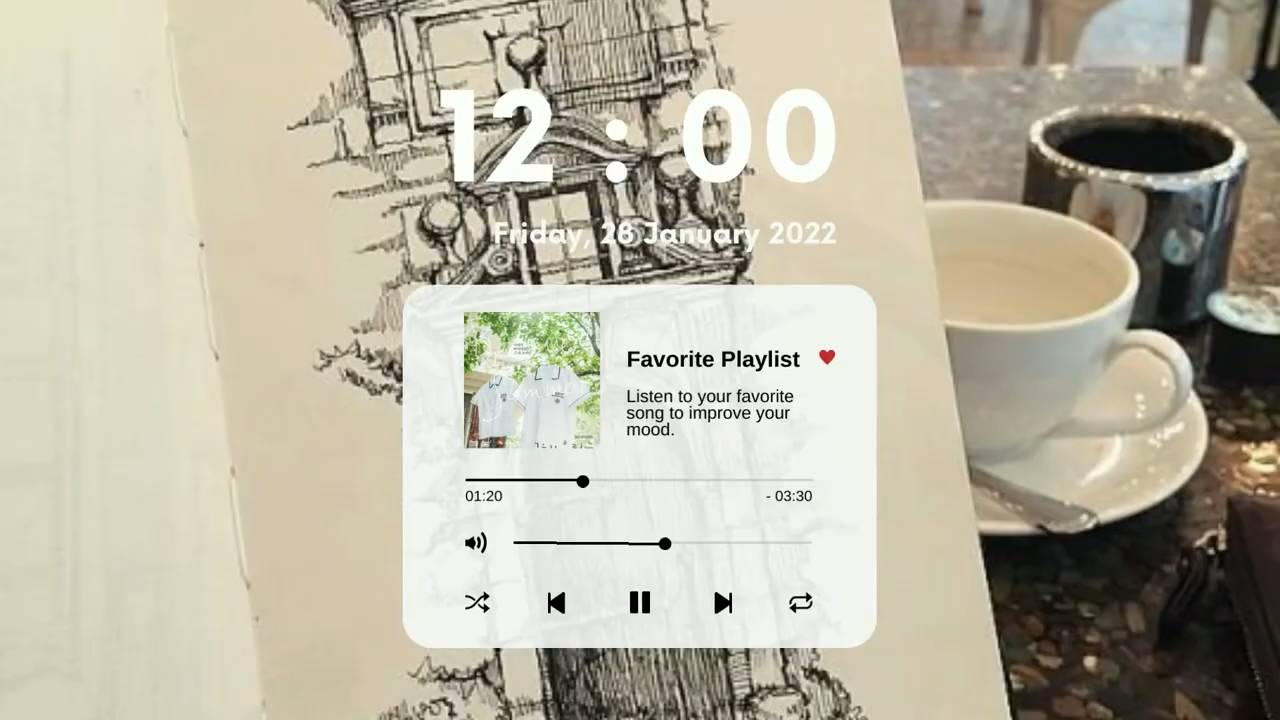 12 : 00
Friday, 28 January 2022
Favorite Playlist
Listen to your favorite
song to improve your
mood.
01:20
- 03:30